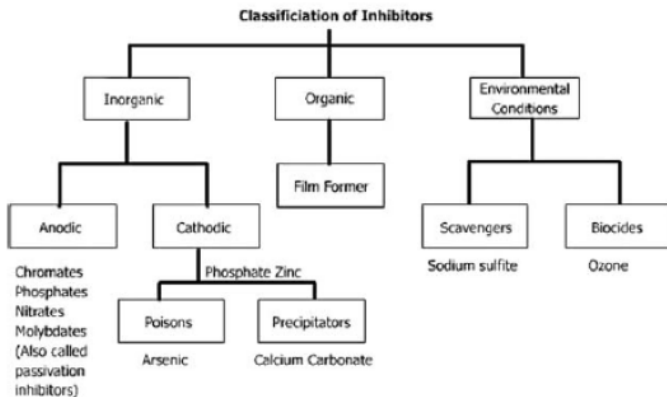 Classificiation of Inhibitors
Inorganic
Organic
Environmental
Conditions
Film Former
Anodic
Cathodic
Scavengers
Biocides
Chromates
Phosphates
Nitrates
Molybdates
(Also called
passivation
inhibitors)
Phosphate Zinc
Sodium sulfite
Ozone
Poisons
Precipitators
Arsenic
Calcium Carbonate